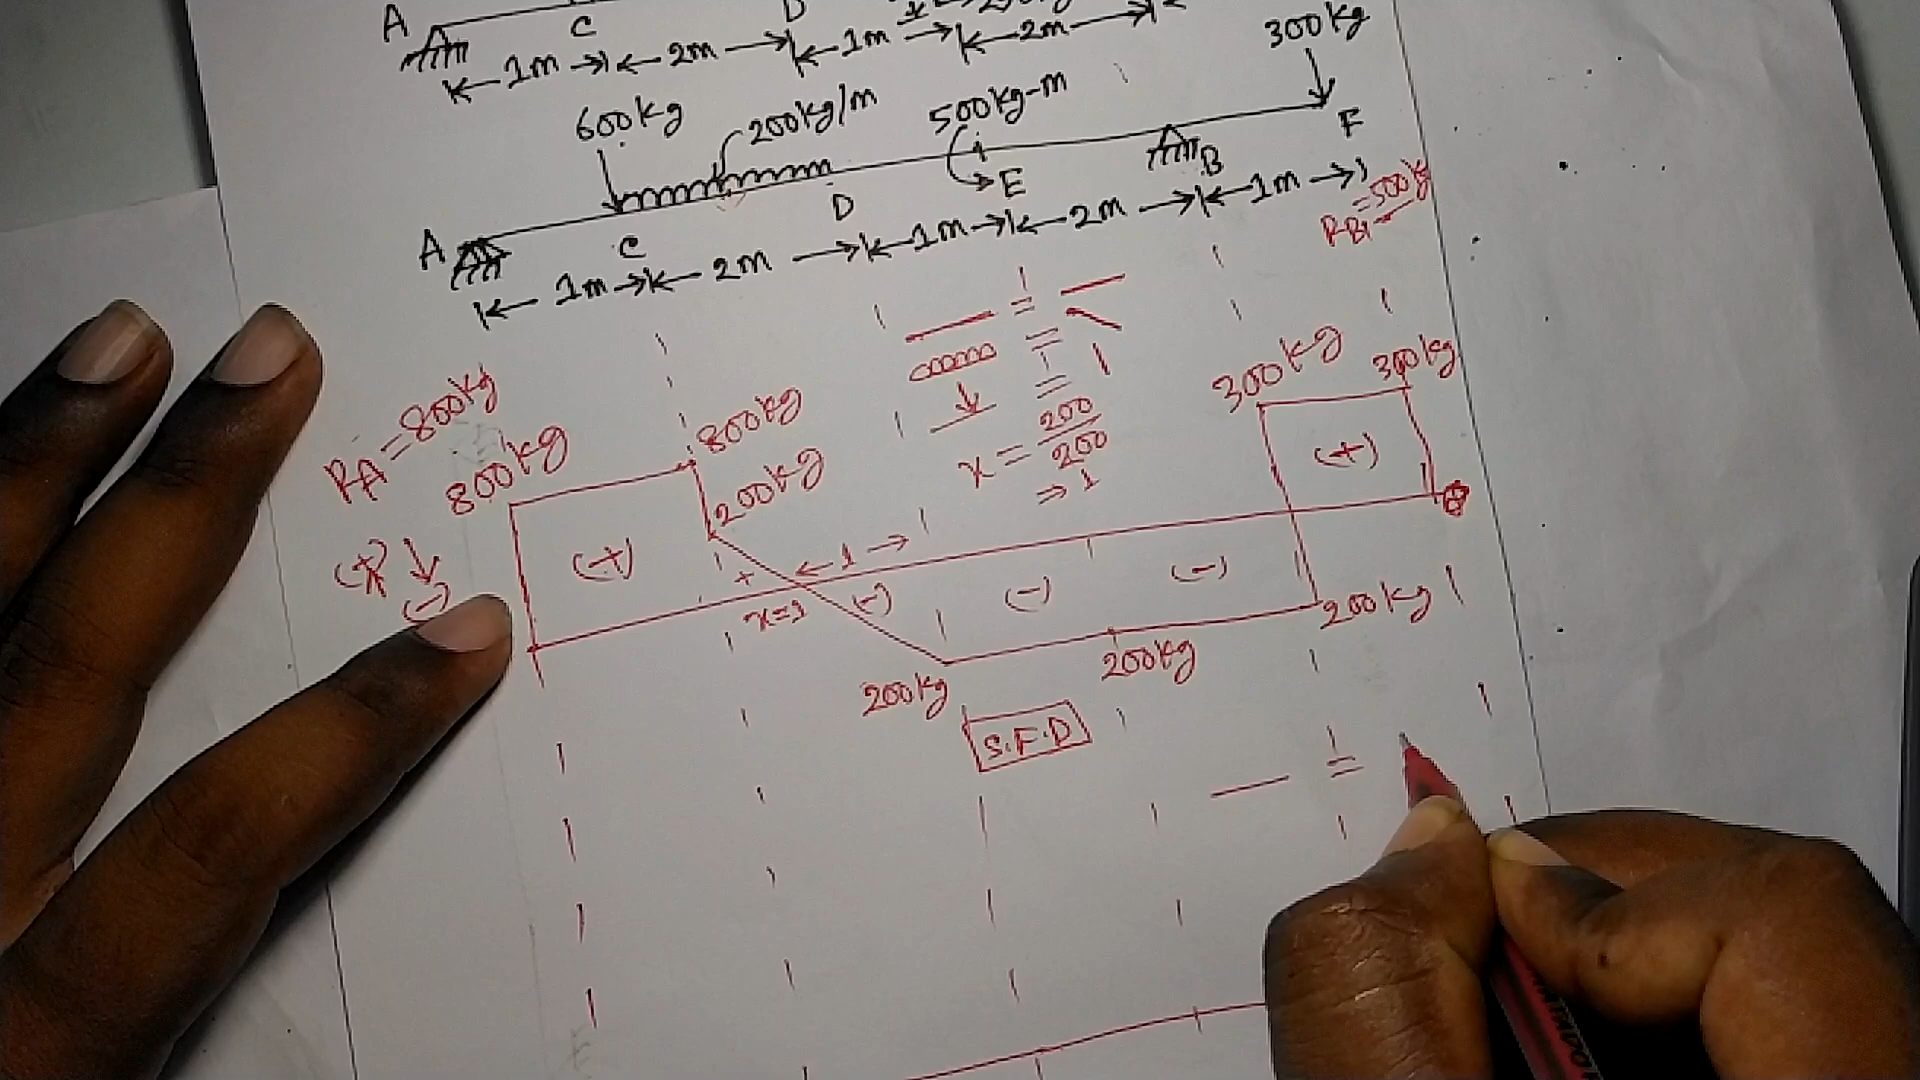 A C D
1m 2m 1m 2m
300kg
600kg 200kg/m 500kg-m
A C D E B F
1m 2m 1m 2m 1m
RB = 500kg
RA = 800kg
800kg 800kg 200kg
x = 200/200
⇒ 1
300kg 300kg
(+) (+)
(+) (-)
+ x=1 1 (-) (-) (-)
200kg 200kg 200kg
S.F.D
=